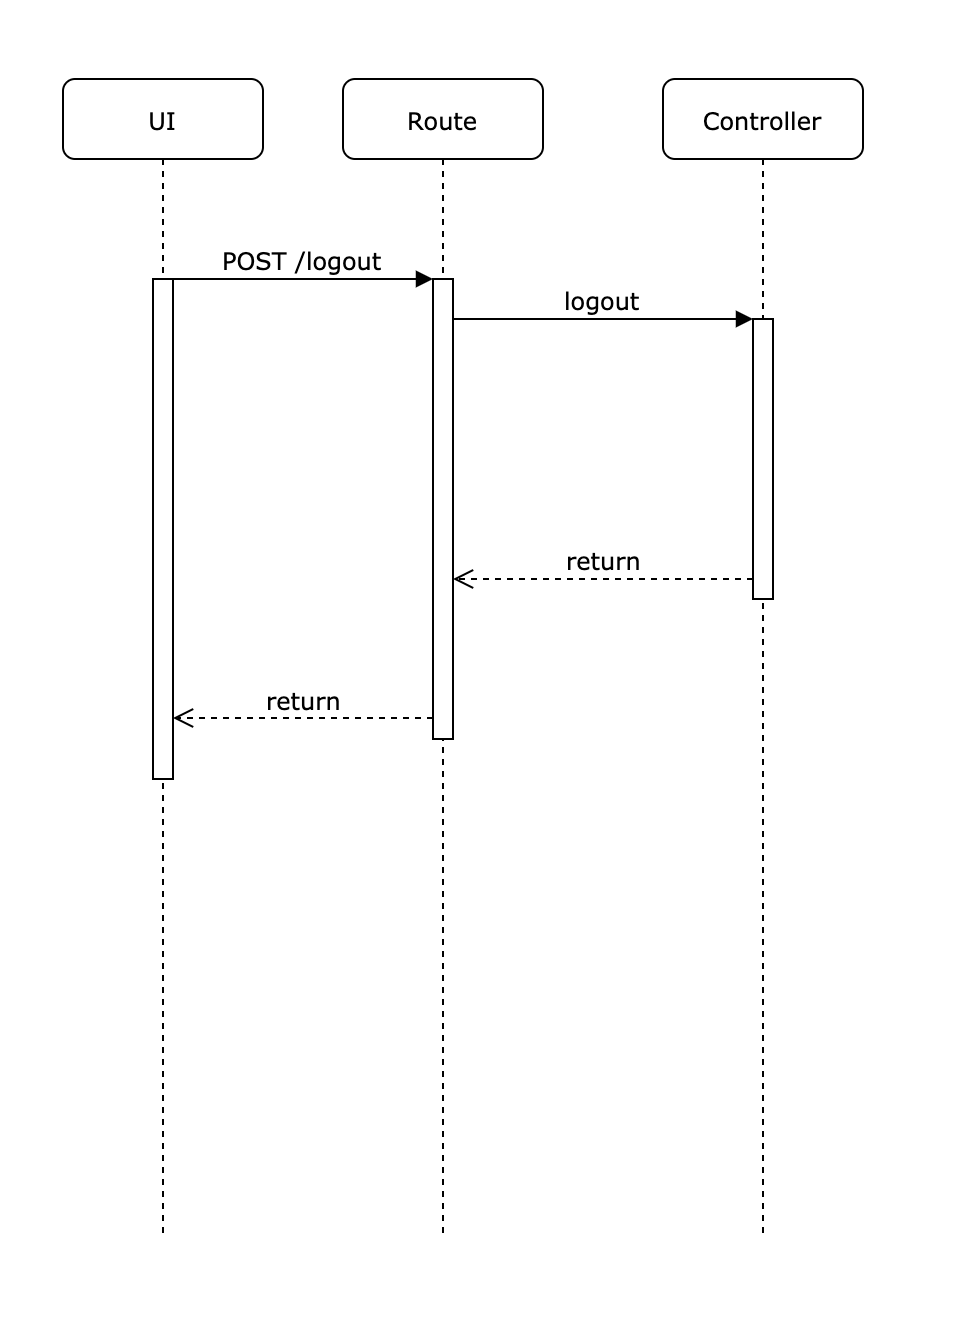 UI
Route
Controller
POST /logout
logout
return
return